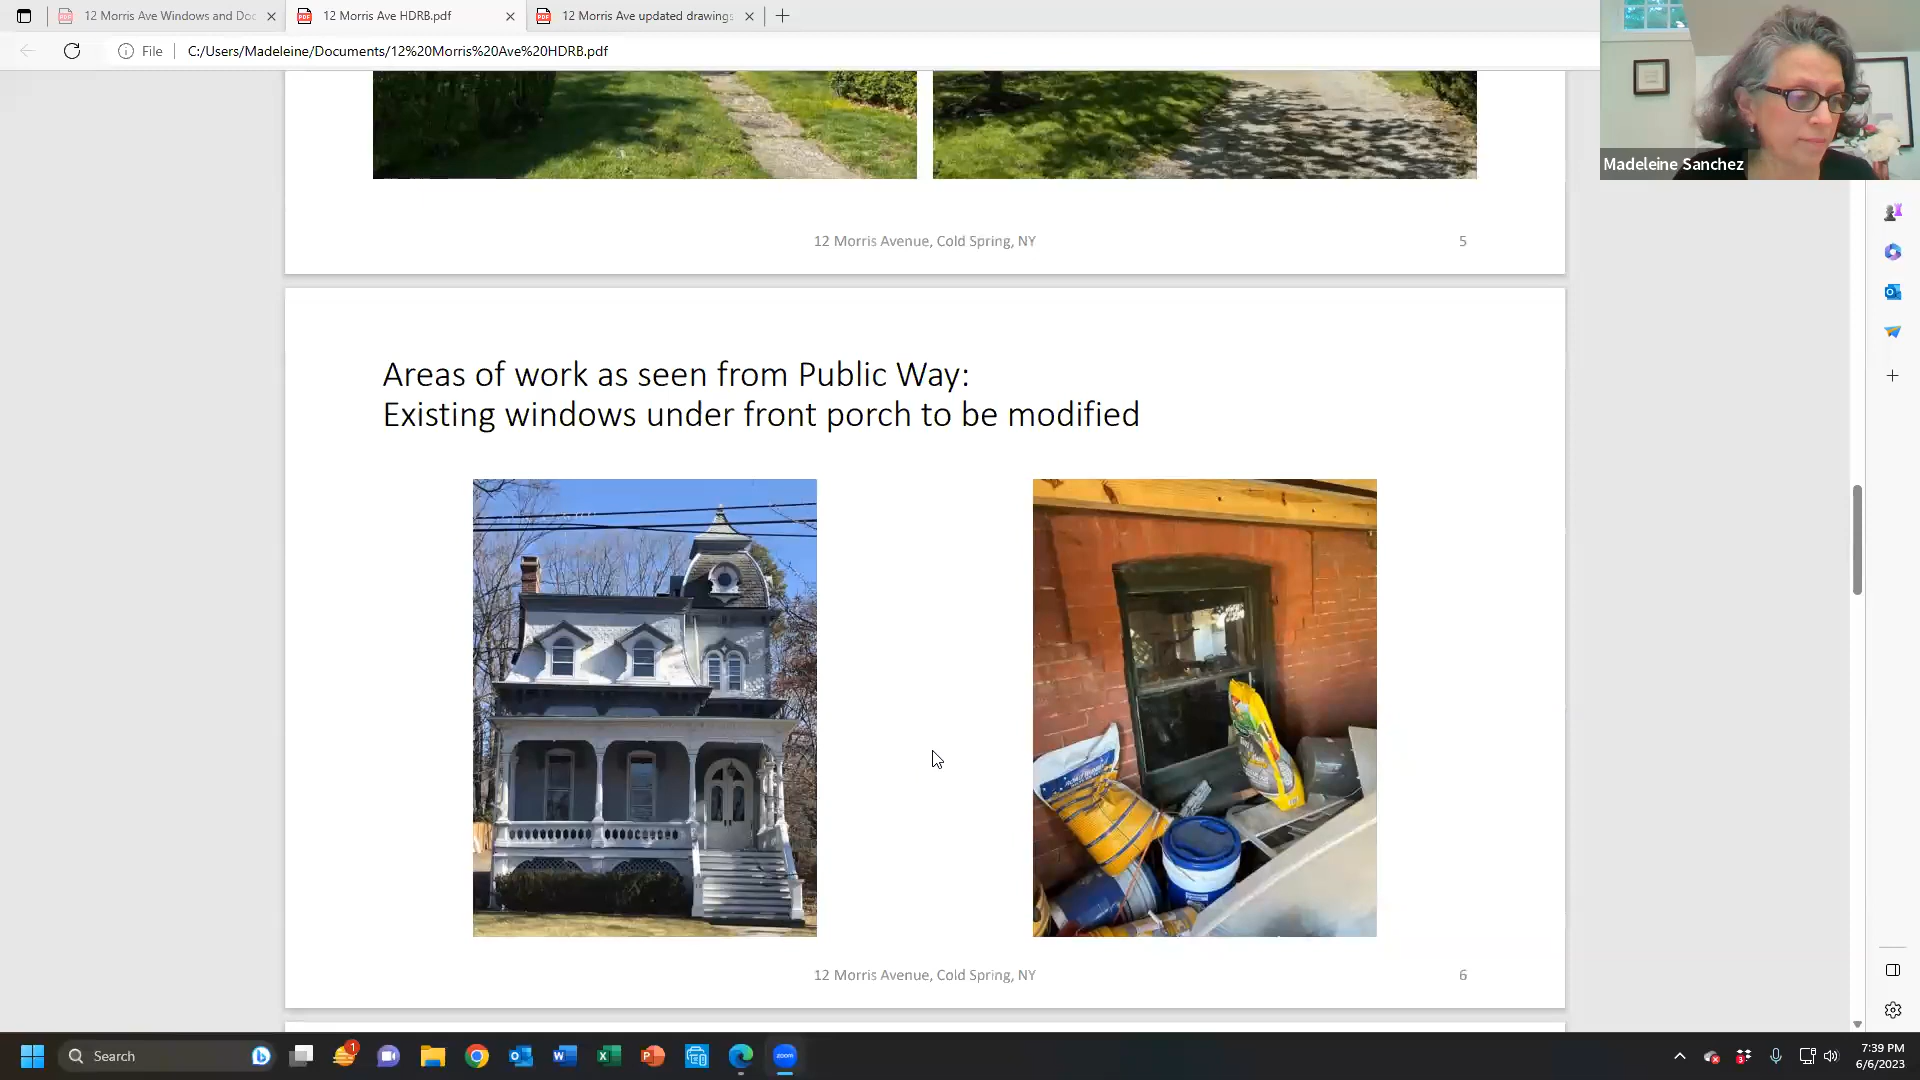 12 Morris Ave Windows and Doo
12 Morris Ave HDRB.pdf
12 Morris Ave updated drawings
File
C:/Users/Madeleine/Documents/12%20Morris%20Ave%20HDRB.pdf
Madeleine Sanchez
12 Morris Avenue, Cold Spring, NY
5
Areas of work as seen from Public Way:
Existing windows under front porch to be modified
12 Morris Avenue, Cold Spring, NY
6
Search
1
zoom
7:39 PM
6/6/2023